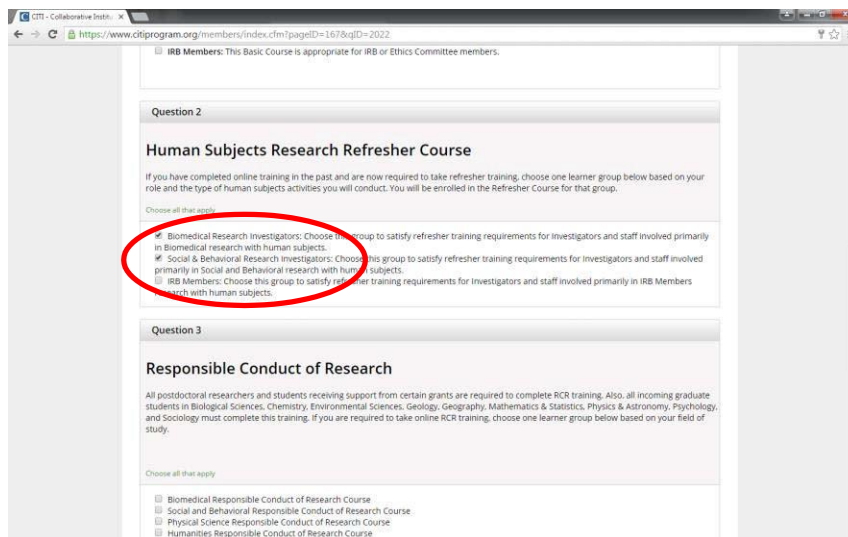 CITI - Collaborative Institu
https://www.citiprogram.org/members/index.cfm?pageID=167&qID=2022
IRB Members: This Basic Course is appropriate for IRB or Ethics Committee members.
Question 2
Human Subjects Research Refresher Course
If you have completed online training in the past and are now required to take refresher training, choose one learner group below based on your
role and the type of human subjects activities you will conduct. You will be enrolled in the Refresher Course for that group.
Choose all that apply
Biomedical Research Investigators: Choose this group to satisfy refresher training requirements for Investigators and staff involved primarily
in Biomedical research with human subjects.
Social & Behavioral Research Investigators: Choose this group to satisfy refresher training requirements for Investigators and staff involved
primarily in Social and Behavioral research with human subjects.
IRB Members: Choose this group to satisfy refresher training requirements for Investigators and staff involved primarily in IRB Members
research with human subjects.
Question 3
Responsible Conduct of Research
All postdoctoral researchers and students receiving support from certain grants are required to complete RCR training. Also, all incoming graduate
students in Biological Sciences, Chemistry, Environmental Sciences, Geology, Geography, Mathematics & Statistics, Physics & Astronomy, Psychology,
and Sociology must complete this training. If you are required to take online RCR training, choose one learner group below based on your field of
study.
Choose all that apply
Biomedical Responsible Conduct of Research Course
Social and Behavioral Responsible Conduct of Research Course
Physical Science Responsible Conduct of Research Course
Humanities Responsible Conduct of Research Course